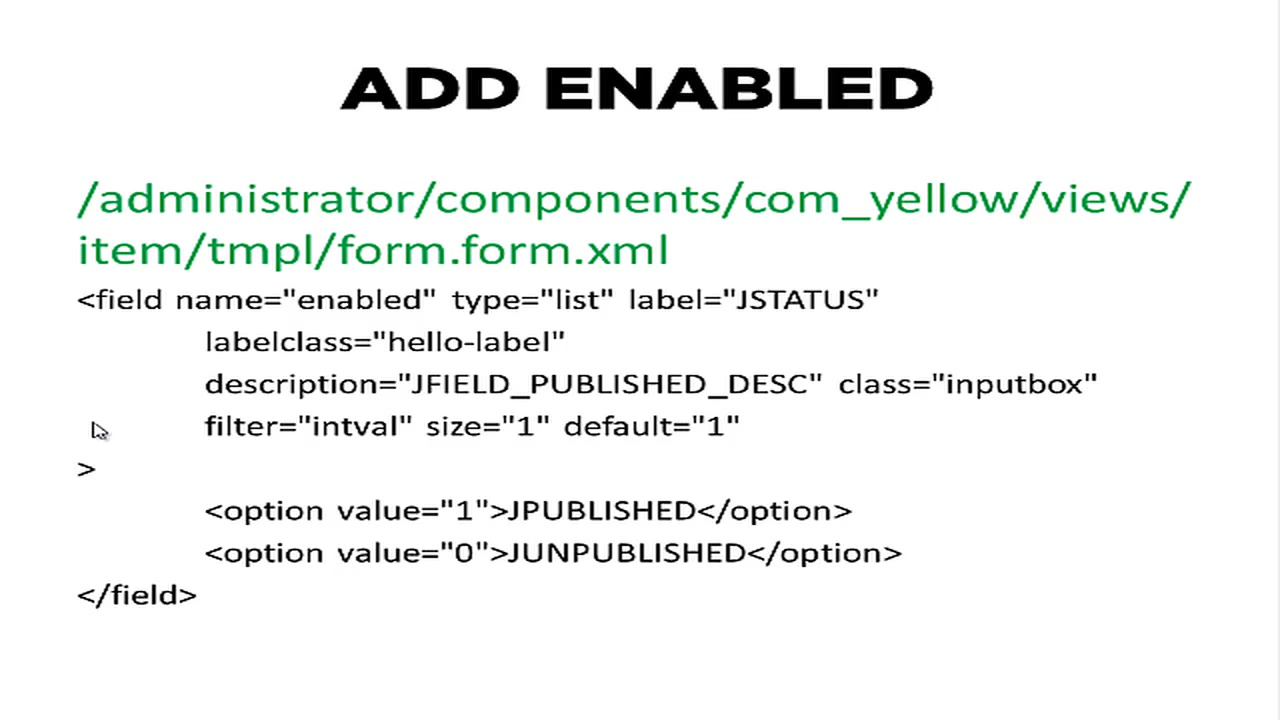 ADD ENABLED
/administrator/components/com_yellow/views/
item/tmpl/form.form.xml
<field name="enabled" type="list" label="JSTATUS"
labelclass="hello-label"
description="JFIELD_PUBLISHED_DESC" class="inputbox"
filter="intval" size="1" default="1"
>
<option value="1">JPUBLISHED</option>
<option value="0">JUNPUBLISHED</option>
</field>